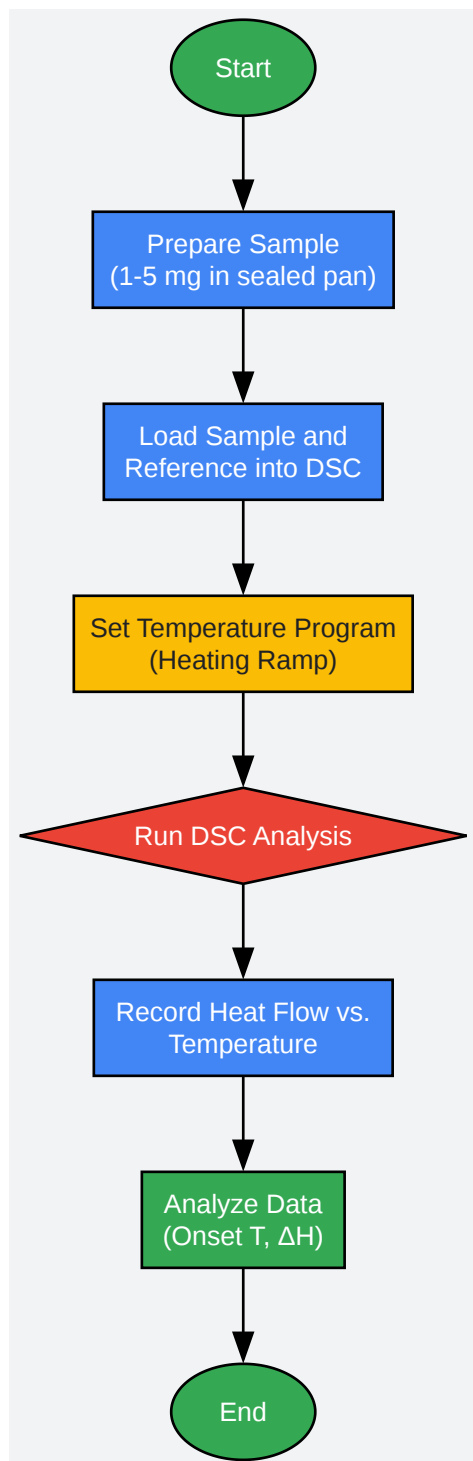 Start
Prepare Sample
(1-5 mg in sealed pan)
Load Sample and
Reference into DSC
Set Temperature Program
(Heating Ramp)
Run DSC Analysis
Record Heat Flow vs.
Temperature
Analyze Data
(Onset T, ΔH)
End